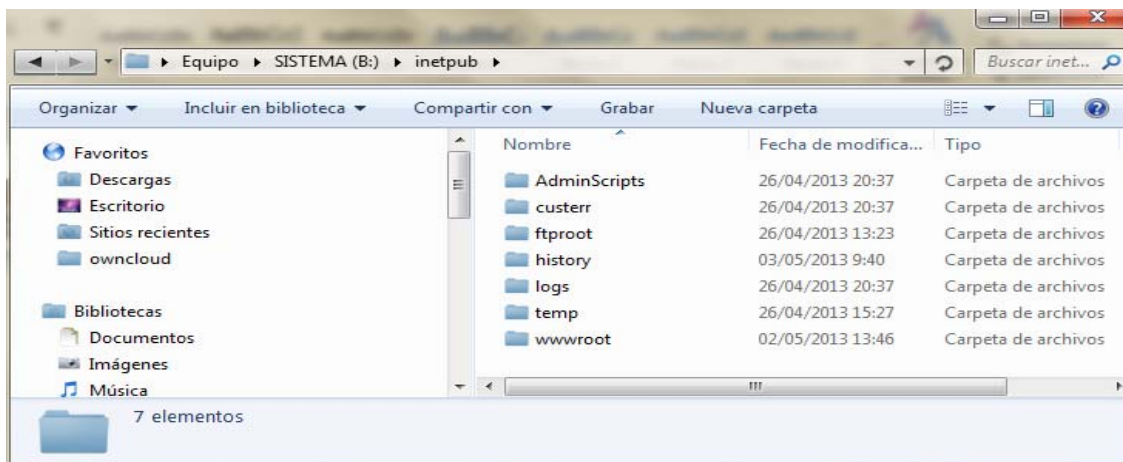 Equipo ▸ SISTEMA (B:) ▸ inetpub ▸
Buscar inet...
Organizar Incluir en biblioteca Compartir con Grabar Nueva carpeta
Favoritos
Descargas
Escritorio
Sitios recientes
owncloud
Bibliotecas
Documentos
Imágenes
Música
Nombre Fecha de modifica... Tipo
AdminScripts 26/04/2013 20:37 Carpeta de archivos
custerr 26/04/2013 20:37 Carpeta de archivos
ftproot 26/04/2013 13:23 Carpeta de archivos
history 03/05/2013 9:40 Carpeta de archivos
logs 26/04/2013 20:37 Carpeta de archivos
temp 26/04/2013 15:27 Carpeta de archivos
wwwroot 02/05/2013 13:46 Carpeta de archivos
7 elementos